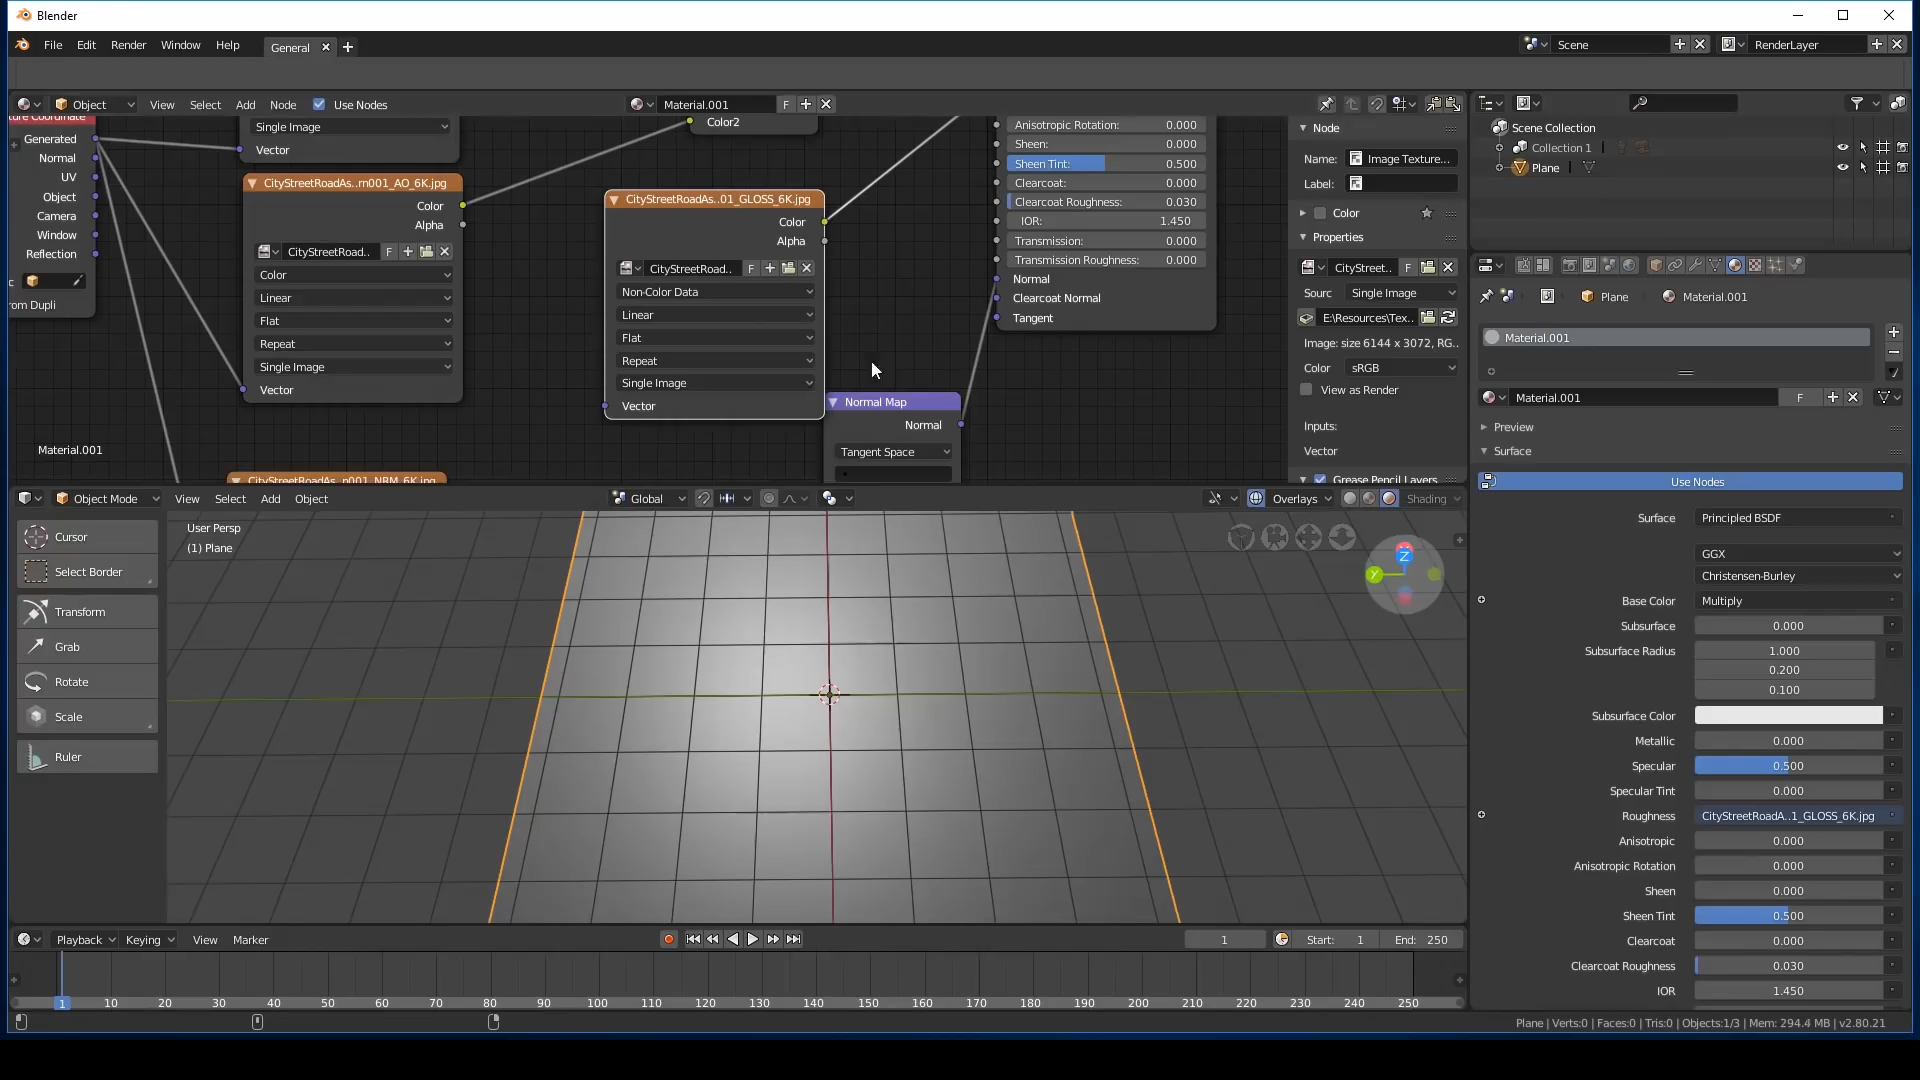 Blender
File Edit Render Window Help General Scene RenderLayer
Object View Select Add Node Use Nodes Material.001 F
Generated
Normal
UV
Object
Camera
Window
Reflection
om Dupli
Single Image
Vector
CityStreetRoadAs..rn001_AO_6K.jpg
Color
Alpha
CityStreetRoad.. F
Color
Linear
Flat
Repeat
Single Image
Vector
Material.001
Color2
CityStreetRoadAs..01_GLOSS_6K.jpg
Color
Alpha
CityStreetRoad.. F
Non-Color Data
Linear
Flat
Repeat
Single Image
Vector
Normal Map
Normal
Tangent Space
Anisotropic Rotation: 0.000
Sheen: 0.000
Sheen Tint: 0.500
Clearcoat: 0.000
Clearcoat Roughness: 0.030
IOR: 1.450
Transmission: 0.000
Transmission Roughness: 0.000
Normal
Clearcoat Normal
Tangent
Node
Name: Image Texture...
Label:
Color
Properties
CityStreet.. F
Sourc Single Image
E:\Resources\Tex..
Image: size 6144 x 3072, RG..
Color sRGB
View as Render
Inputs:
Vector
Grease Pencil Layers
Scene Collection
Collection 1
Plane
Plane Material.001
Material.001
Material.001 F
Preview
Surface
Use Nodes
Surface Principled BSDF
GGX
Christensen-Burley
Base Color Multiply
Subsurface 0.000
Subsurface Radius 1.000
0.200
0.100
Subsurface Color
Metallic 0.000
Specular 0.500
Specular Tint 0.000
Roughness CityStreetRoadA..1_GLOSS_6K.jpg
Anisotropic 0.000
Anisotropic Rotation 0.000
Sheen 0.000
Sheen Tint 0.500
Clearcoat 0.000
Clearcoat Roughness 0.030
IOR 1.450
Object Mode View Select Add Object Global Overlays Shading
Cursor
Select Border
Transform
Grab
Rotate
Scale
Ruler
User Persp
(1) Plane
Z
Y
Playback Keying View Marker 1 Start: 1 End: 250
1 10 20 30 40 50 60 70 80 90 100 110 120 130 140 150 160 170 180 190 200 210 220 230 240 250
Plane | Verts:0 | Faces:0 | Tris:0 | Objects:1/3 | Mem: 294.4 MB | v2.80.21